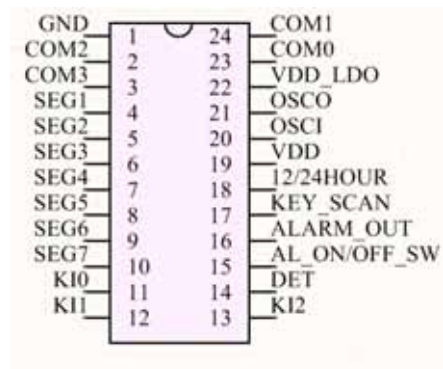 GND 1 24 COM1
COM2 2 23 COM0
COM3 3 22 VDD_LDO
SEG1 4 21 OSCO
SEG2 5 20 OSCI
SEG3 6 19 VDD
SEG4 7 18 12/24HOUR
SEG5 8 17 KEY_SCAN
SEG6 9 16 ALARM_OUT
SEG7 10 15 AL_ON/OFF_SW
KI0 11 14 DET
KI1 12 13 KI2